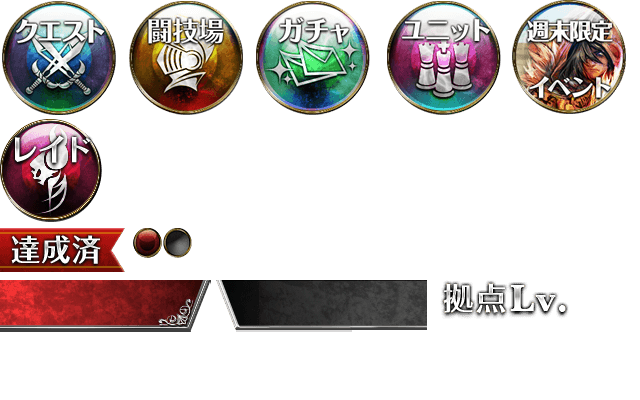 クエスト
闘技場
ガチャ
ユニット
週末限定
イベント
レイド
達成済
拠点Lv.